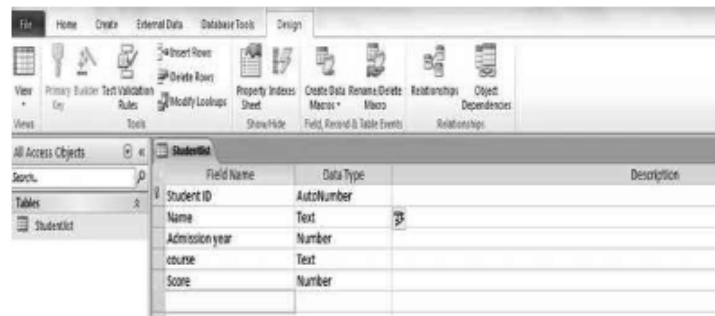 File Home Create External Data Database Tools Design
View Primary Key Builder Test Validation Rules Insert Rows Delete Rows Modify Lookups Property Sheet Indexes Create Data Macros Rename/Delete Macro Relationships Object Dependencies
Views Tools Show/Hide Field, Record & Table Events Relationships
All Access Objects
Search..
Tables
Studentlist
Studentlist
Field Name Data Type Description
Student ID AutoNumber
Name Text
Admission year Number
course Text
Score Number